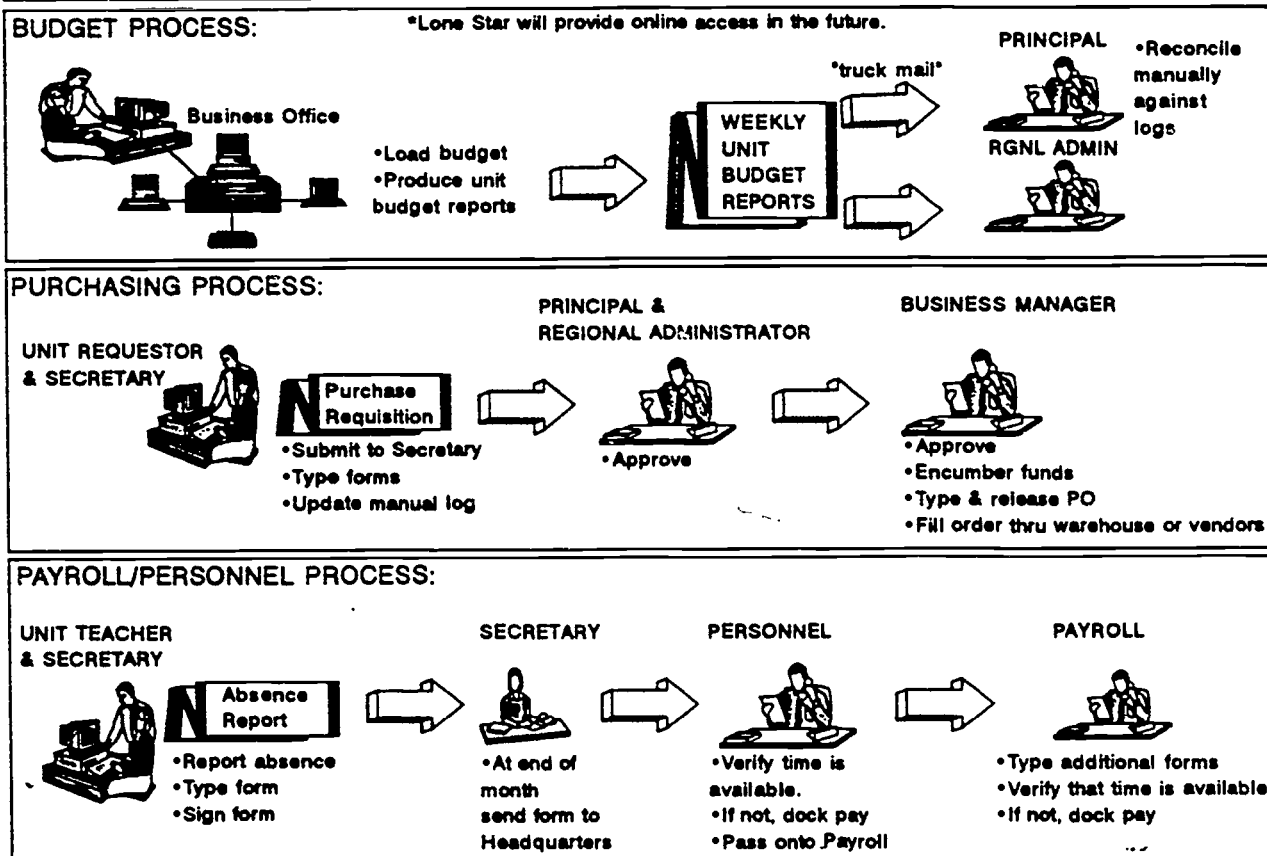 BUDGET PROCESS:
*Lone Star will provide online access in the future.
Business Office
•Load budget
•Produce unit
budget reports
WEEKLY
UNIT
BUDGET
REPORTS
"truck mail"
PRINCIPAL
•Reconcile
manually
against
logs
RGNL ADMIN
PURCHASING PROCESS:
UNIT REQUESTOR
& SECRETARY
Purchase
Requisition
•Submit to Secretary
•Type forms
•Update manual log
PRINCIPAL &
REGIONAL ADMINISTRATOR
•Approve
BUSINESS MANAGER
•Approve
•Encumber funds
•Type & release PO
•Fill order thru warehouse or vendors
PAYROLL/PERSONNEL PROCESS:
UNIT TEACHER
& SECRETARY
Absence
Report
•Report absence
•Type form
•Sign form
SECRETARY
•At end of
month
send form to
Headquarters
PERSONNEL
•Verify time is
available.
•If not, dock pay
•Pass onto Payroll
PAYROLL
•Type additional forms
•Verify that time is available
•If not, dock pay